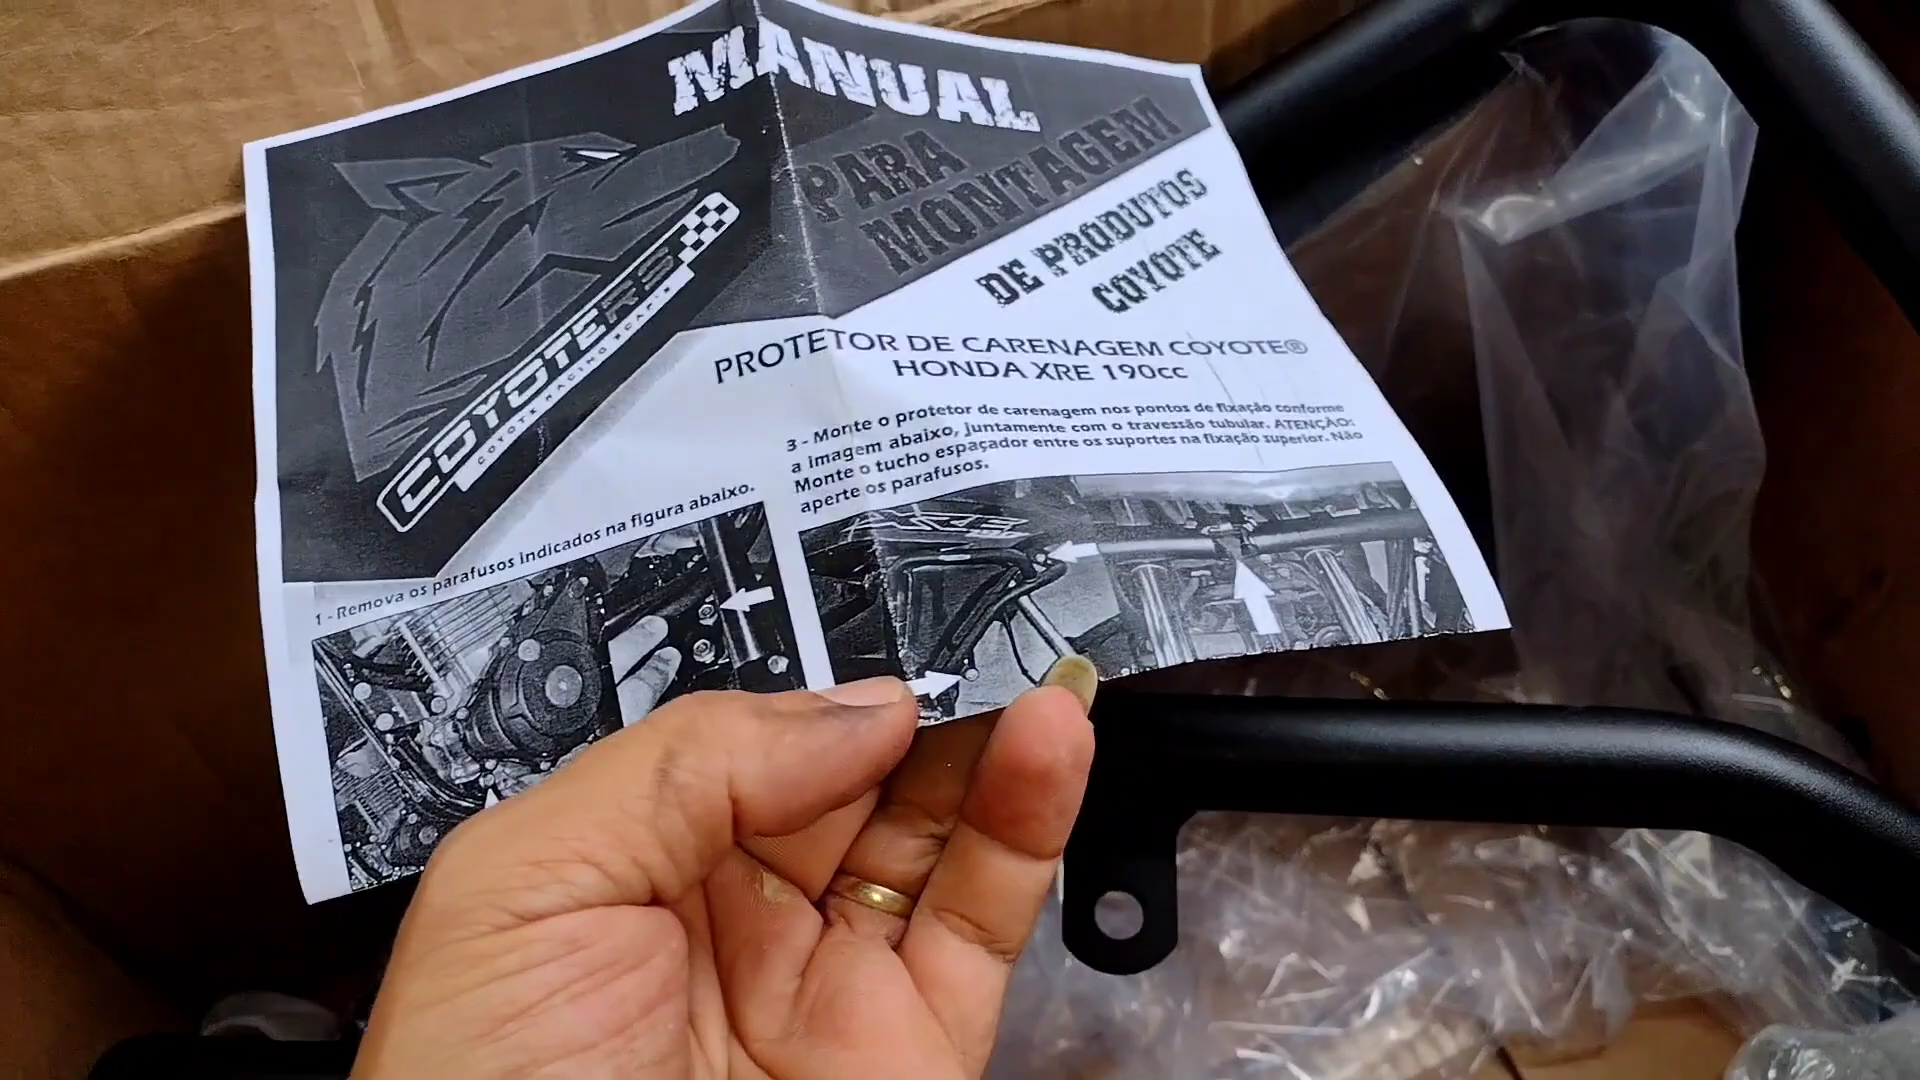 MANUAL
PARA
MONTAGEM
DE PRODUTOS
COYOTE
COYOTERS
COYOTE RACING ESCAP'S
PROTETOR DE CARENAGEM COYOTE®
HONDA XRE 190cc
1 - Remova os parafusos indicados na figura abaixo.
3 - Monte o protetor de carenagem nos pontos de fixação conforme
a imagem abaixo, juntamente com o travessão tubular. ATENÇÃO:
Monte o tucho espaçador entre os suportes na fixação superior. Não
aperte os parafusos.
XRE